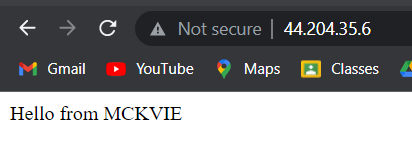 Not secure | 44.204.35.6
Gmail YouTube Maps Classes
Hello from MCKVIE